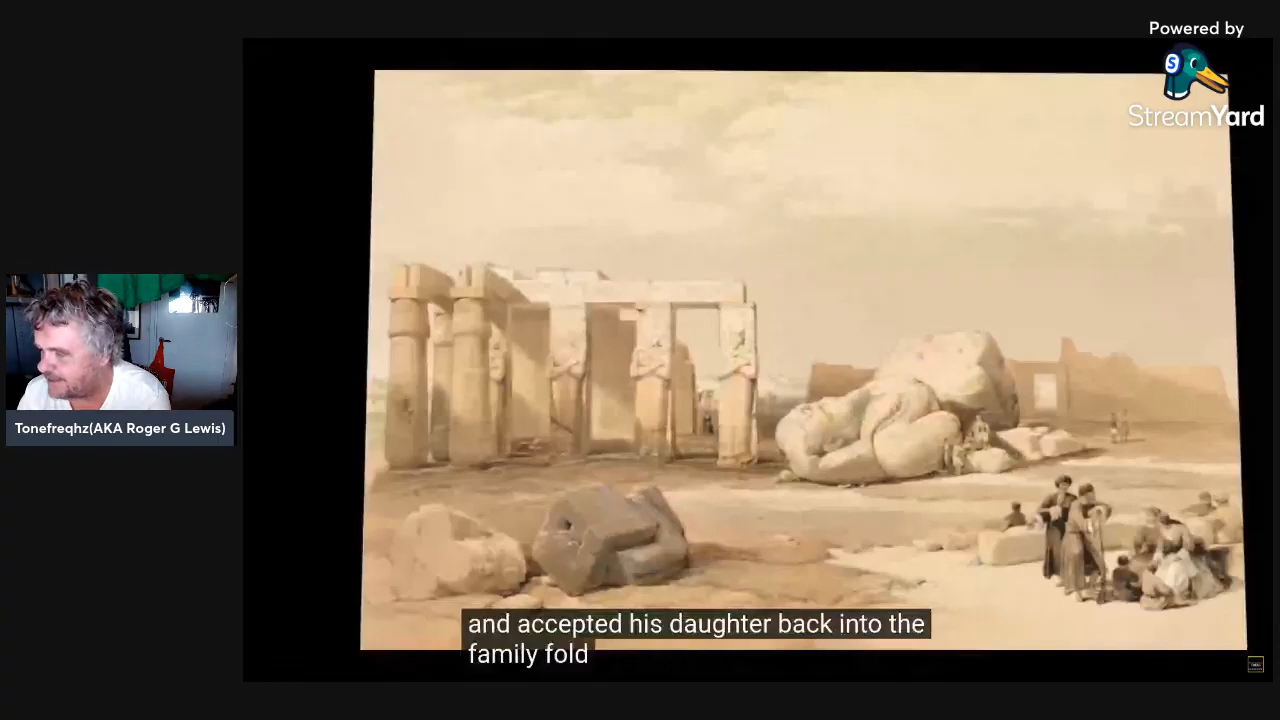 Powered by
S
StreamYard
Tonefreqhz(AKA Roger G Lewis)
and accepted his daughter back into the
family fold